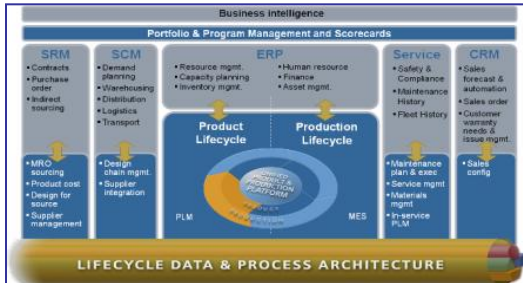 Business intelligence
Portfolio & Program Management and Scorecards
SRM
• Contracts
• Purchase
order
• Indirect
sourcing
• MRO
sourcing
• Product cost
• Design for
source
• Supplier
management
SCM
• Demand
planning
• Warehousing
• Distribution
• Logistics
• Transport
• Design
chain mgmt.
• Supplier
integration
ERP
• Resource mgmt.
• Capacity planning
• Inventory mgmt.
• Human resource
• Finance
• Asset mgmt.
Product
Lifecycle
Production
Lifecycle
PRODUCT &
PRODUCTION
PLATFORM
PLM
MES
Service
• Safety &
Compliance
• Maintenance
History
• Fleet History
• Maintenance
plan & exec
• Service mgmt
• Materials
mgmt
• In-service
PLM
CRM
• Sales
forecast &
automation
• Sales order
• Customer
warranty
needs &
issue mgmt.
• Sales
config
LIFECYCLE DATA & PROCESS ARCHITECTURE